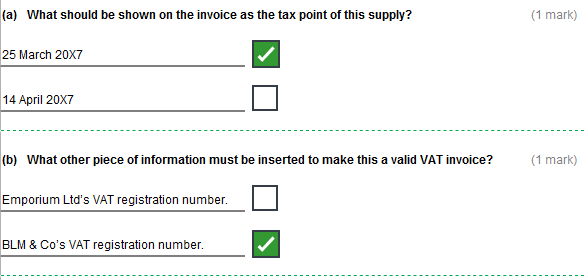 (a) What should be shown on the invoice as the tax point of this supply? (1 mark)
25 March 20X7
14 April 20X7
(b) What other piece of information must be inserted to make this a valid VAT invoice? (1 mark)
Emporium Ltd's VAT registration number.
BLM & Co's VAT registration number.